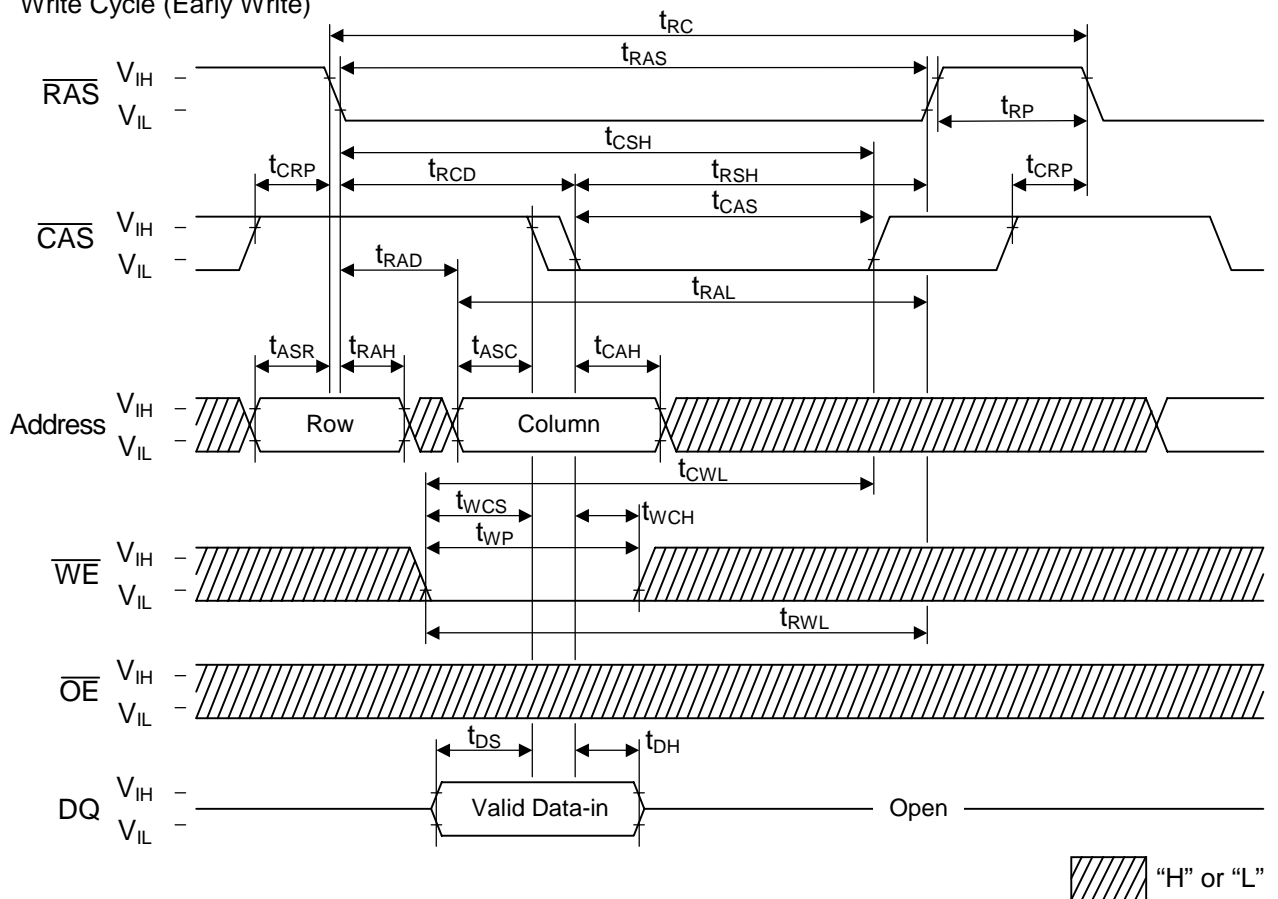 Write Cycle (Early Write)
tRC
tRAS
RAS VIH
VIL
tRP
tCSH
tCRP tRCD tRSH tCRP
tCAS
CAS VIH
VIL
tRAD
tRAL
tASR tRAH tASC tCAH
Address VIH
VIL
Row Column
tCWL
tWCS tWCH
tWP
WE VIH
VIL
tRWL
OE VIH
VIL
tDS tDH
DQ VIH
VIL
Valid Data-in Open
“H” or “L”